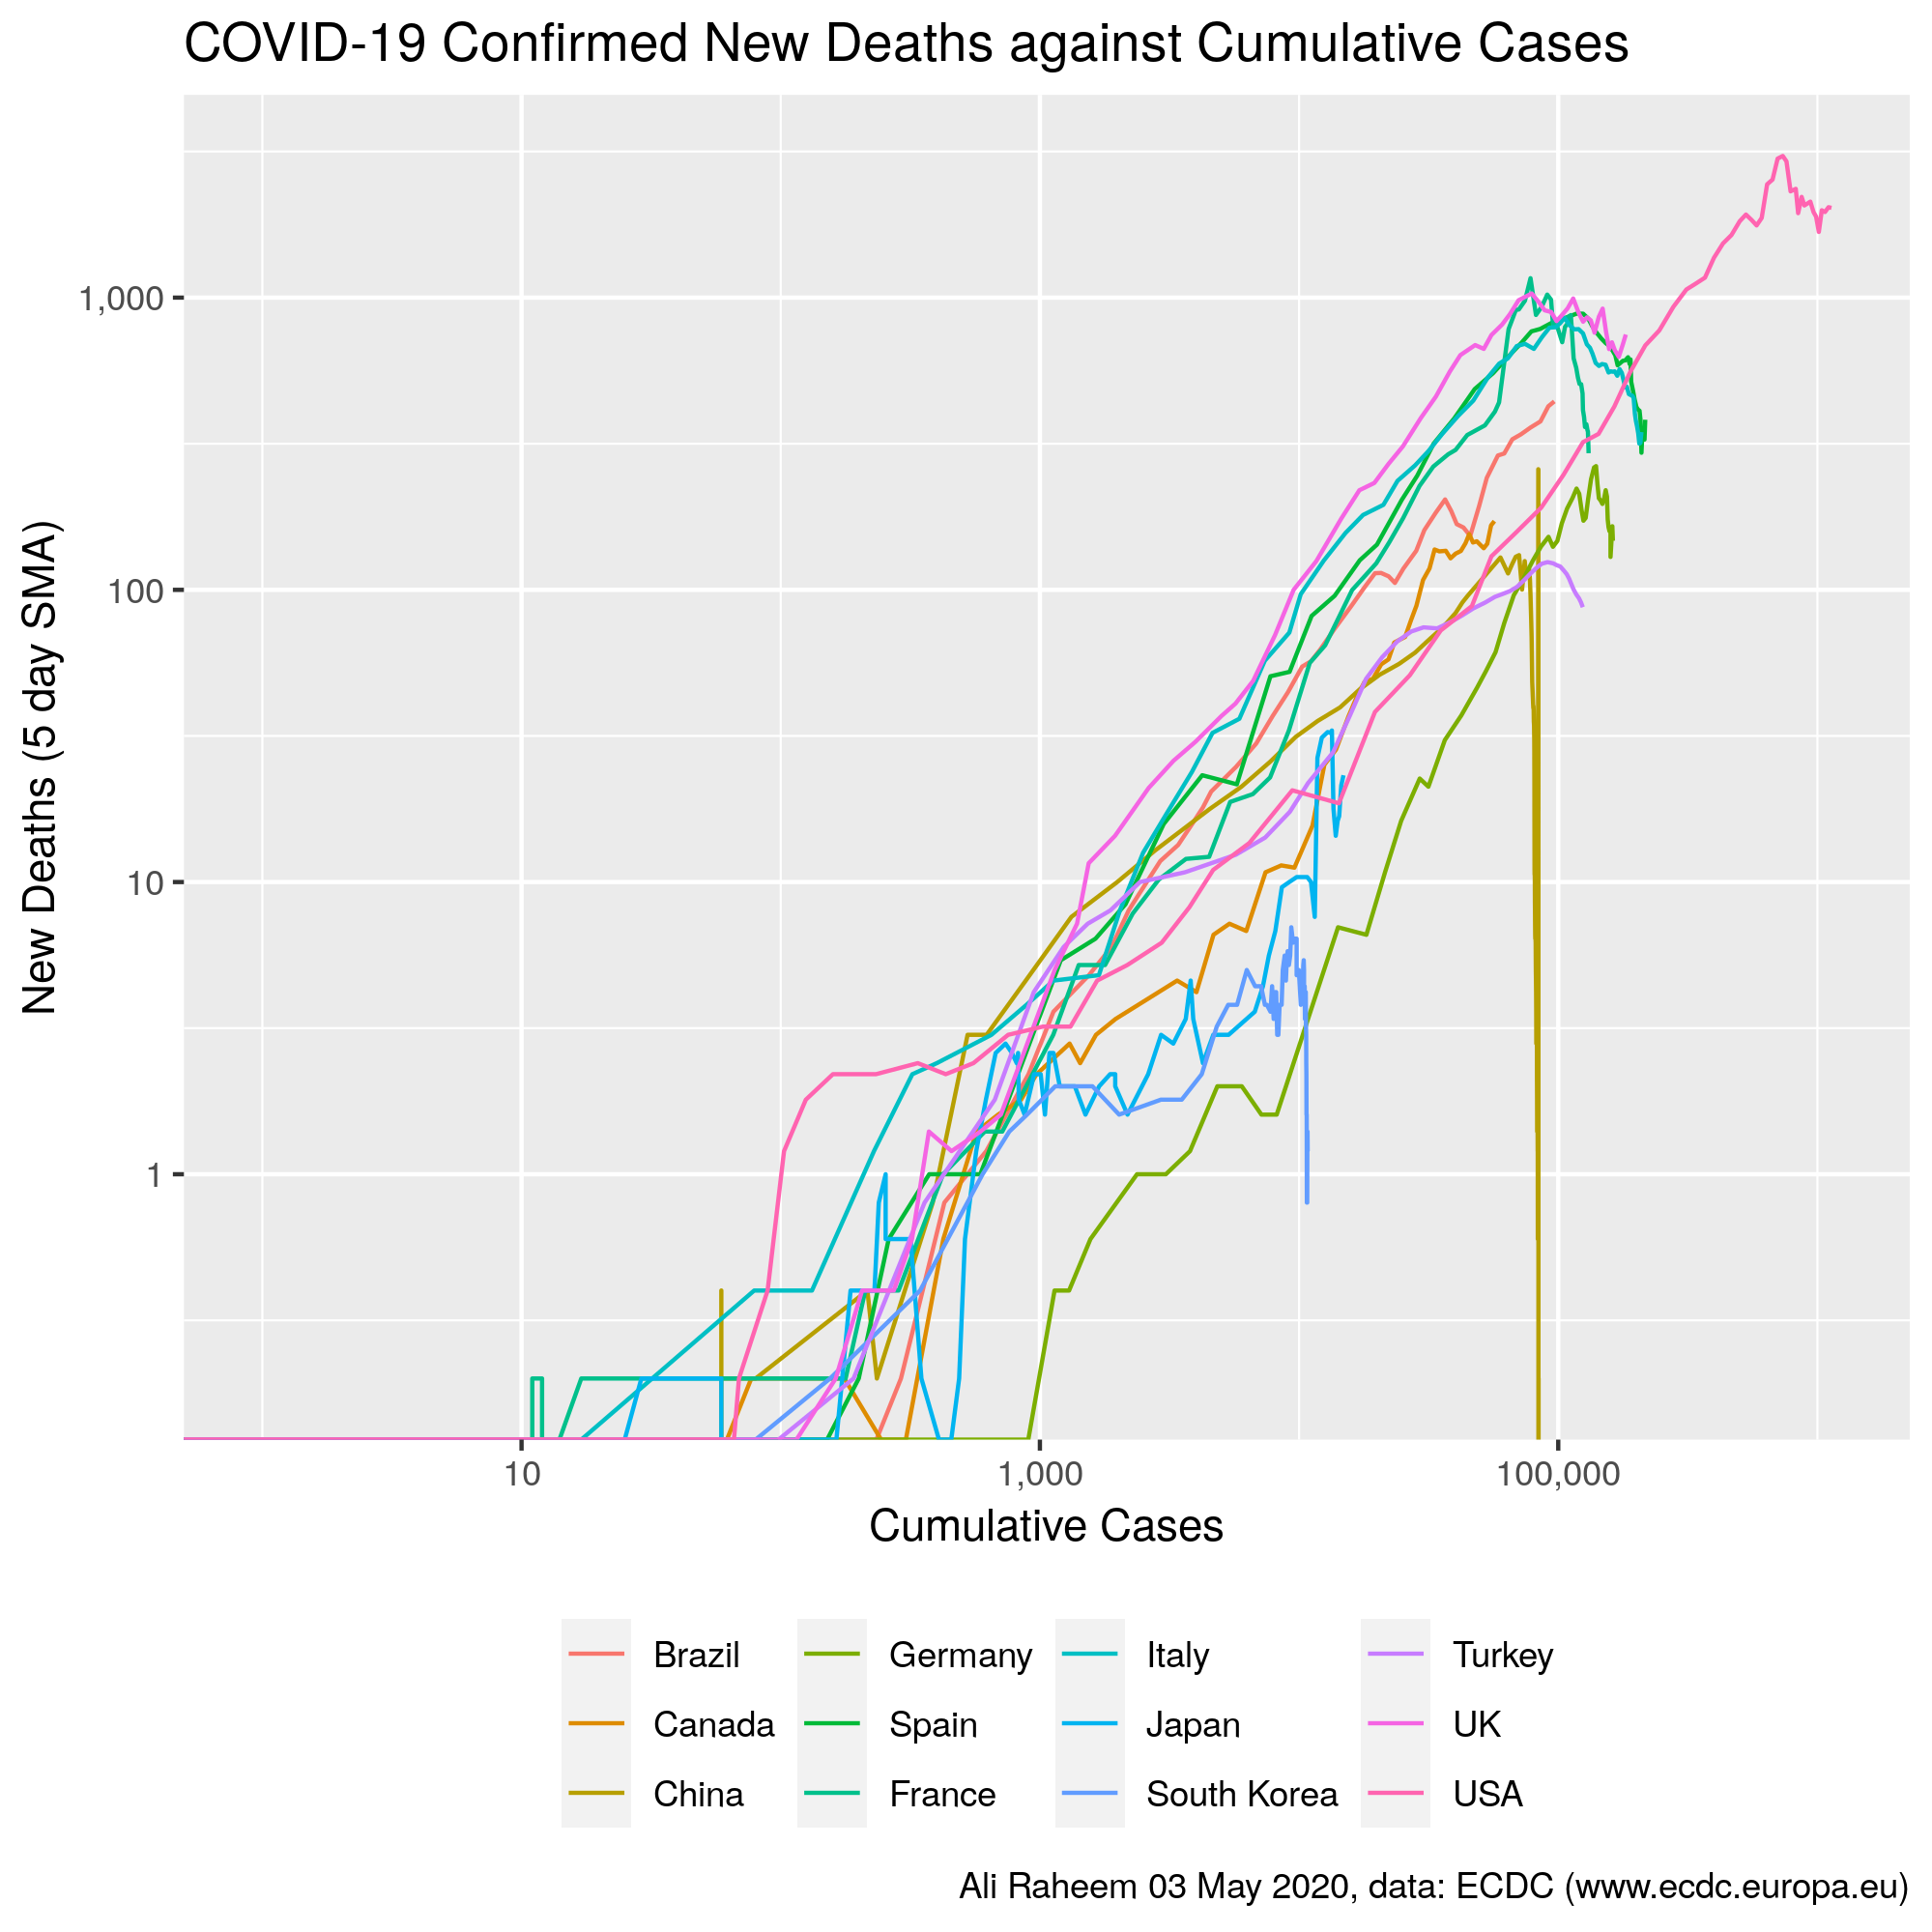 COVID-19 Confirmed New Deaths against Cumulative Cases
New Deaths (5 day SMA)
1,000
100
10
1
10 1,000 100,000
Cumulative Cases
Brazil Germany Italy Turkey
Canada Spain Japan UK
China France South Korea USA
Ali Raheem 03 May 2020, data: ECDC (www.ecdc.europa.eu)